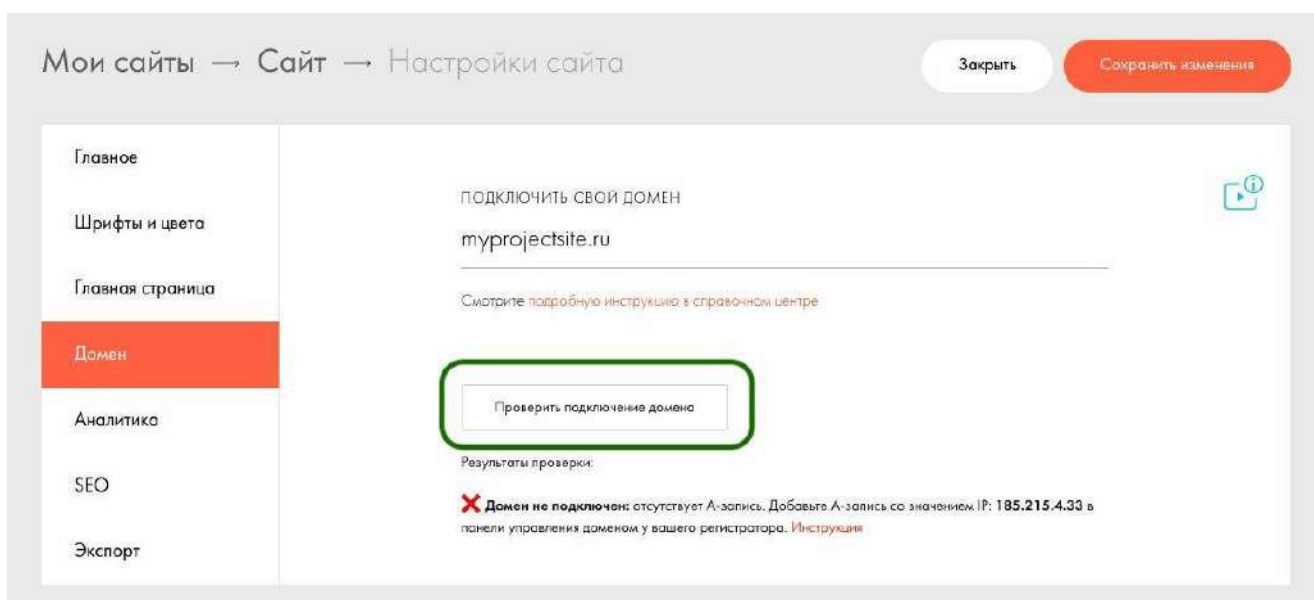 Мои сайты → Сайт → Настройки сайта
Закрыть
Сохранить изменения
Главное
Шрифты и цвета
Главная страница
Домен
Аналитика
SEO
Экспорт
ПОДКЛЮЧИТЬ СВОЙ ДОМЕН
myprojectsite.ru
Смотрите подробную инструкцию в справочном центре
Проверить подключение домена
Результаты проверки:
❌ Домен не подключен: отсутствует А-запись. Добавьте А-запись со значением IP: 185.215.4.33 в
панели управления доменом у вашего регистратора. Инструкция